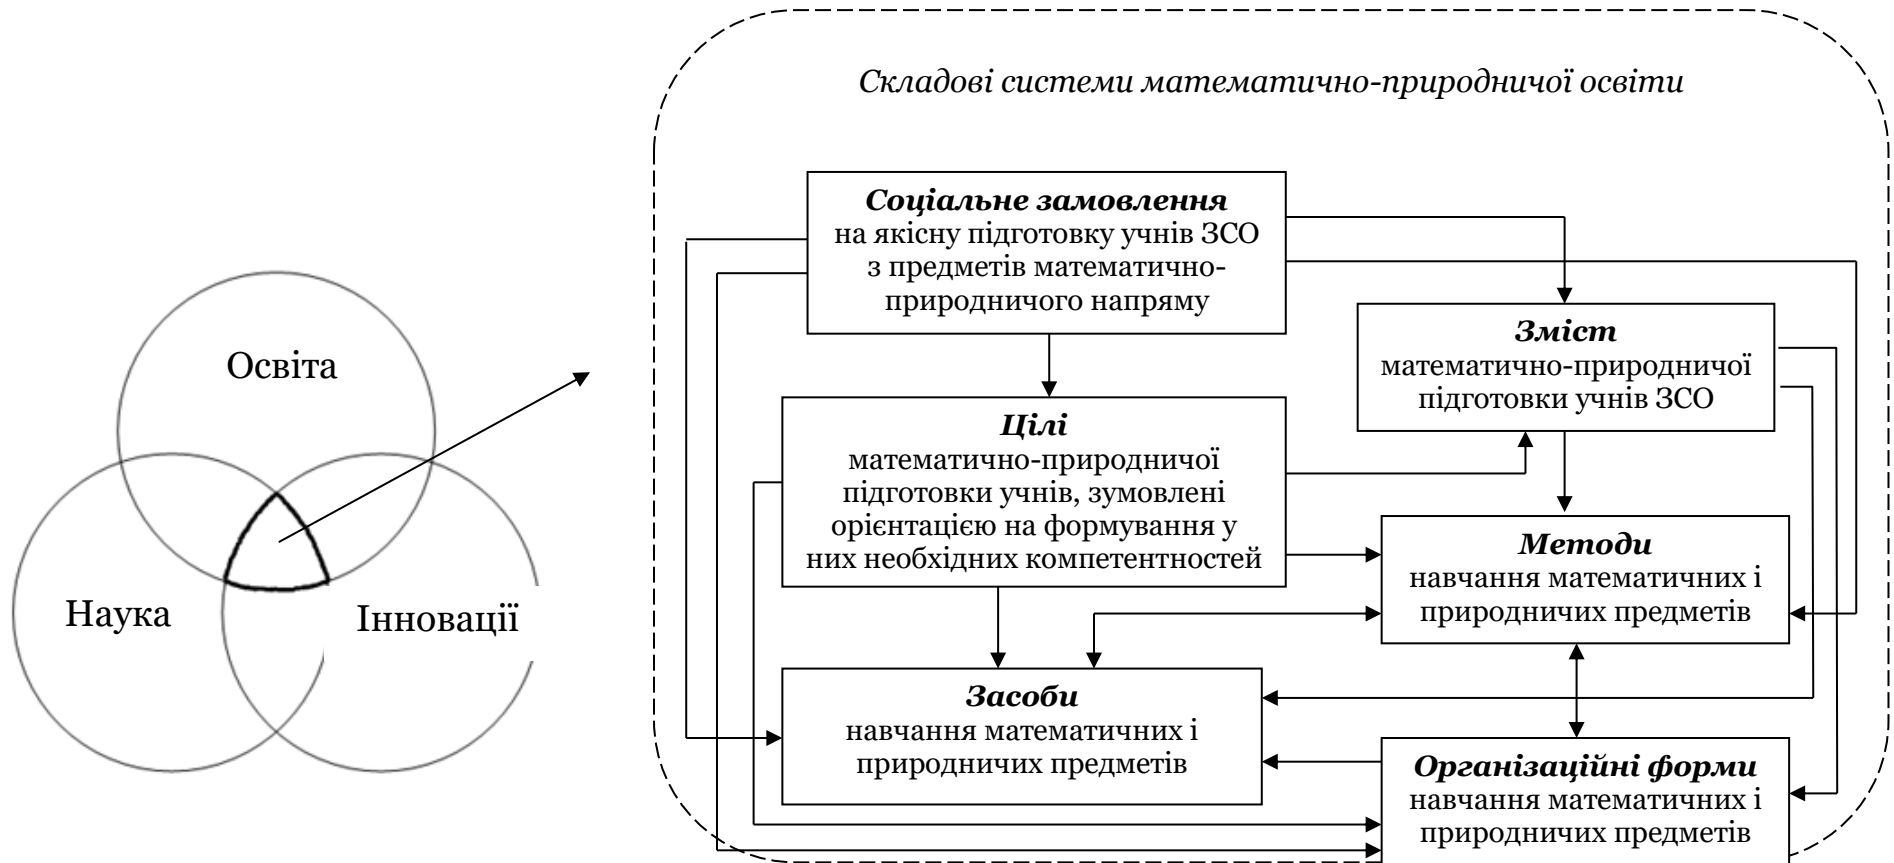 Складові системи математично-природничої освіти
Соціальне замовлення
на якісну підготовку учнів ЗСО
з предметів математично-
природничого напряму
Зміст
математично-природничої
підготовки учнів ЗСО
Освіта
Цілі
математично-природничої
підготовки учнів, зумовлені
орієнтацією на формування у
них необхідних компетентностей
Методи
навчання математичних і
природничих предметів
Наука
Інновації
Засоби
навчання математичних і
природничих предметів
Організаційні форми
навчання математичних і
природничих предметів